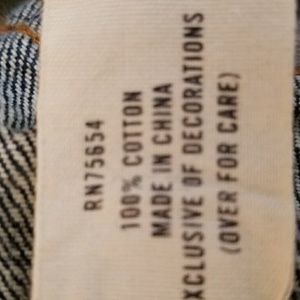 RN75654
100% COTTON
MADE IN CHINA
XCLUSIVE OF DECORATIONS
(OVER FOR CARE)